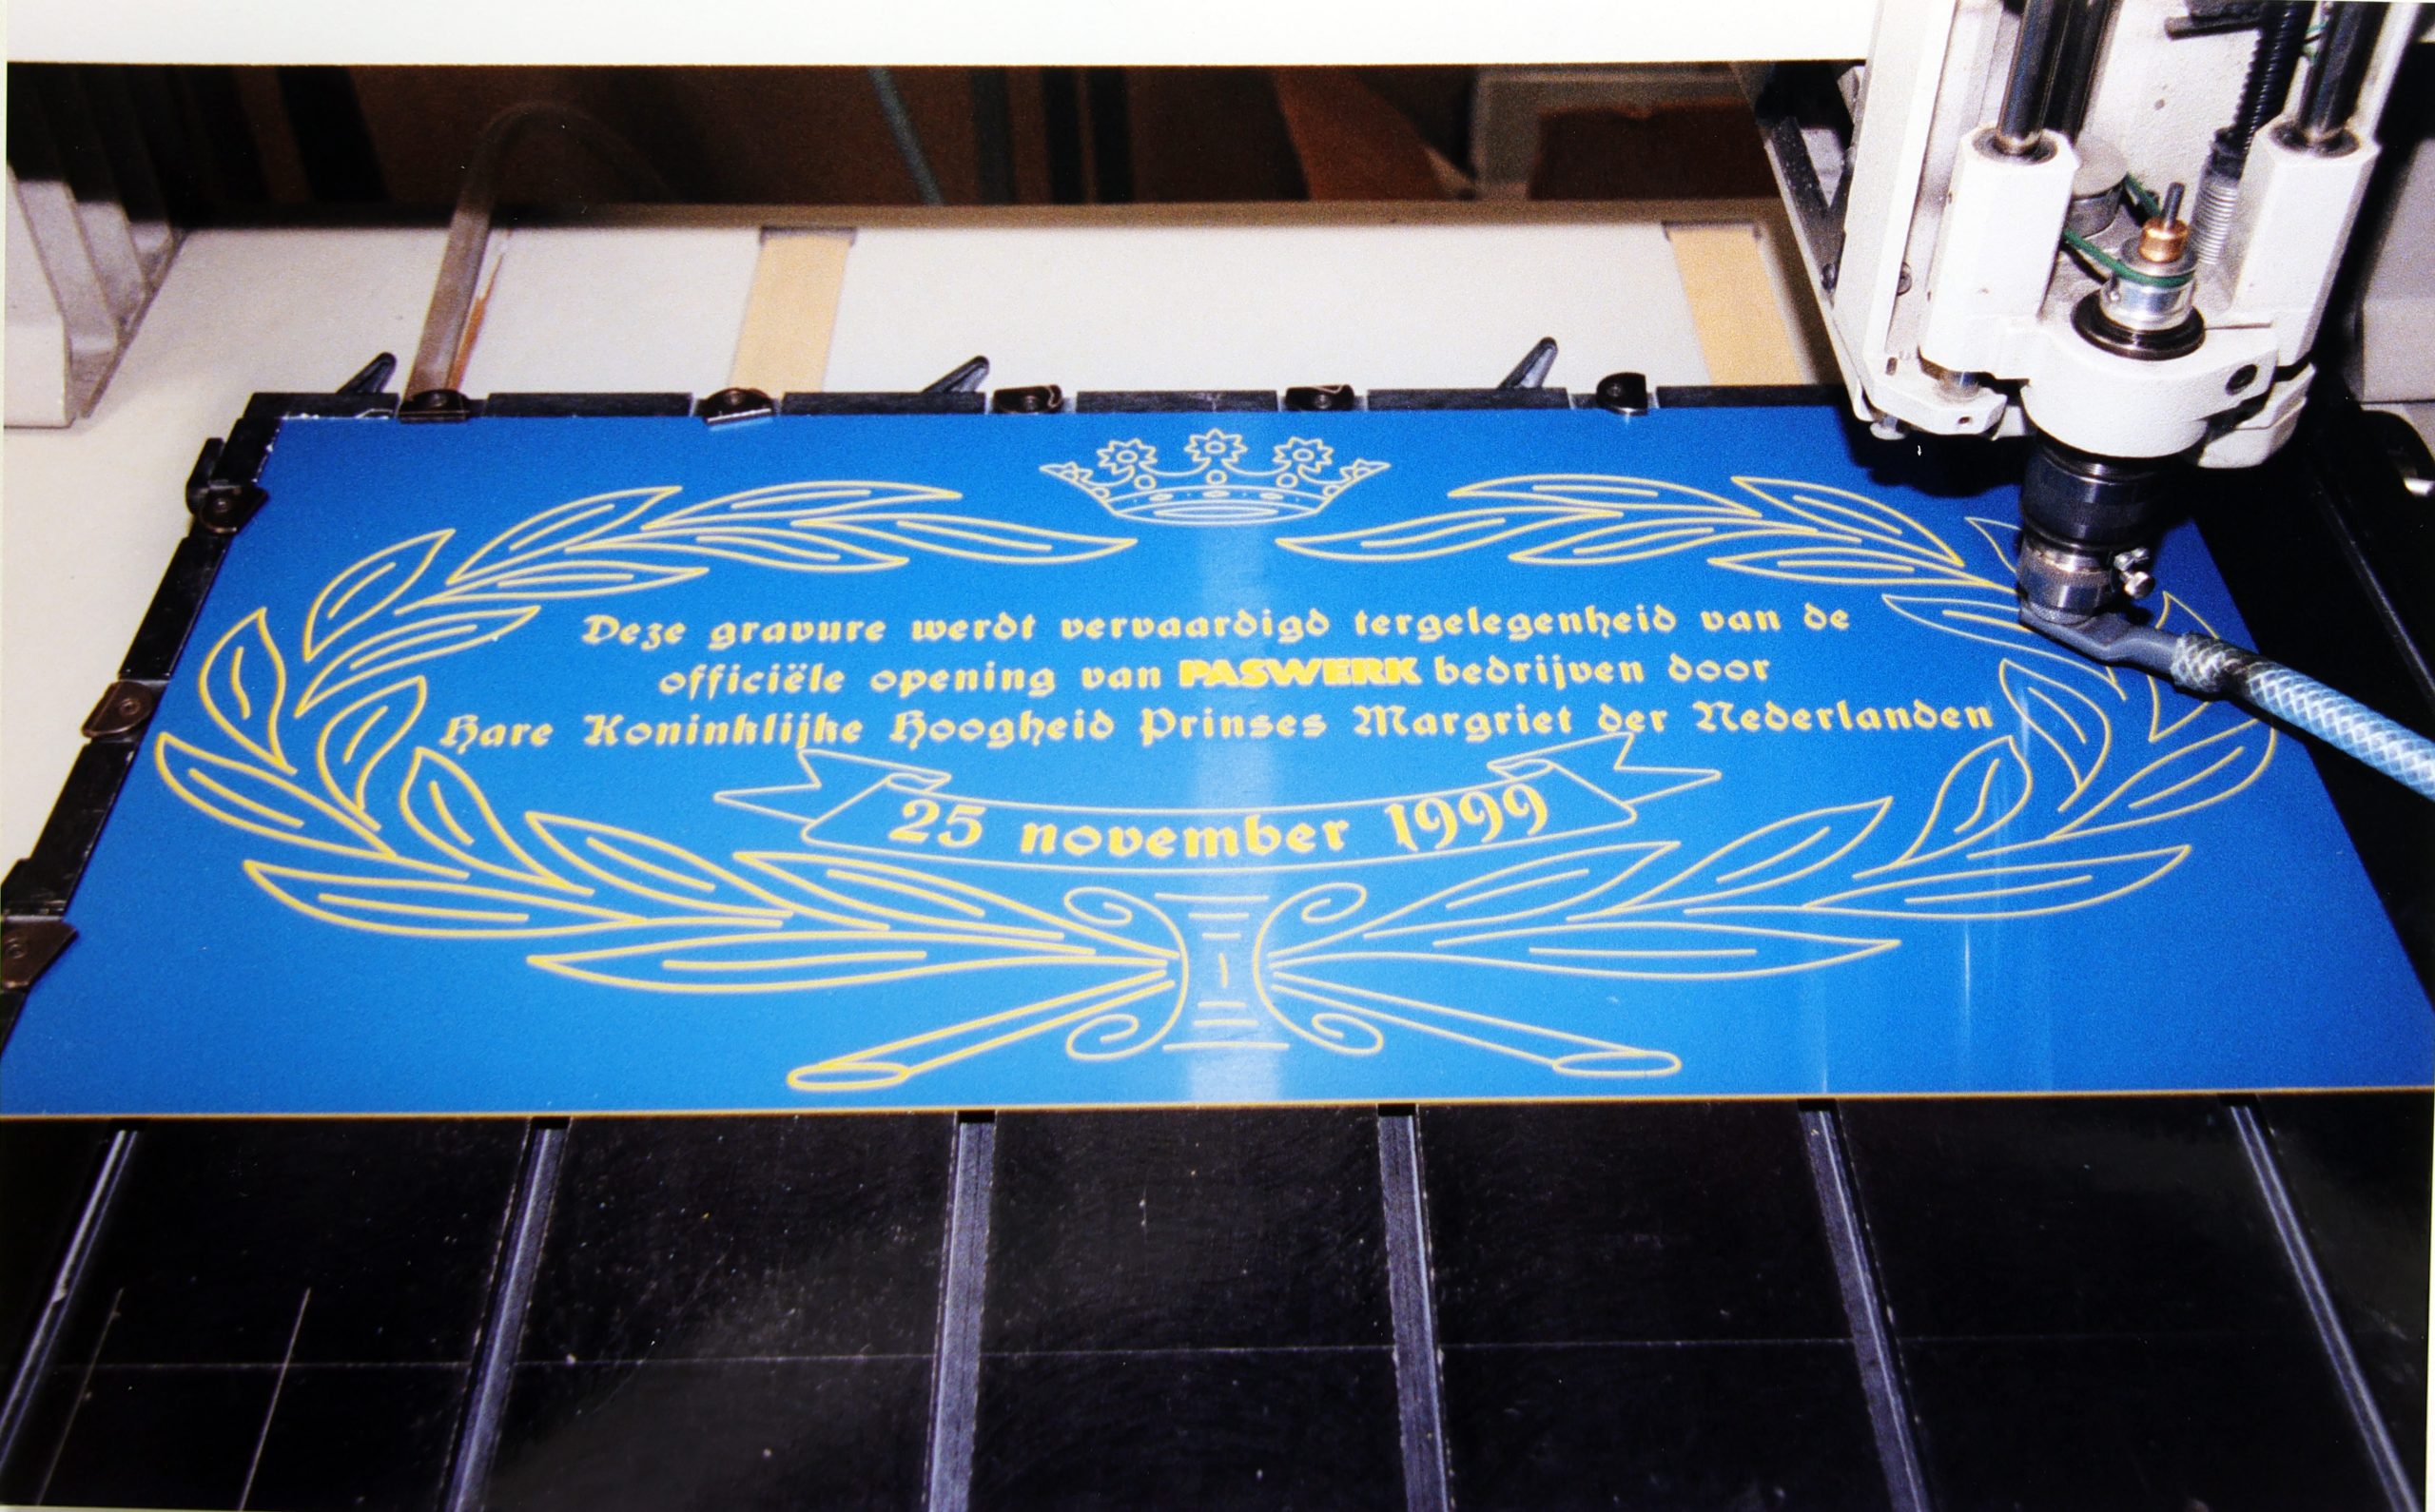 Deze gravure werdt vervaardigd tergelegenheid van de
officiële opening van PASWERK bedrijven door
Hare Koninklijke Hoogheid Prinses Margriet der Nederlanden
25 november 1999